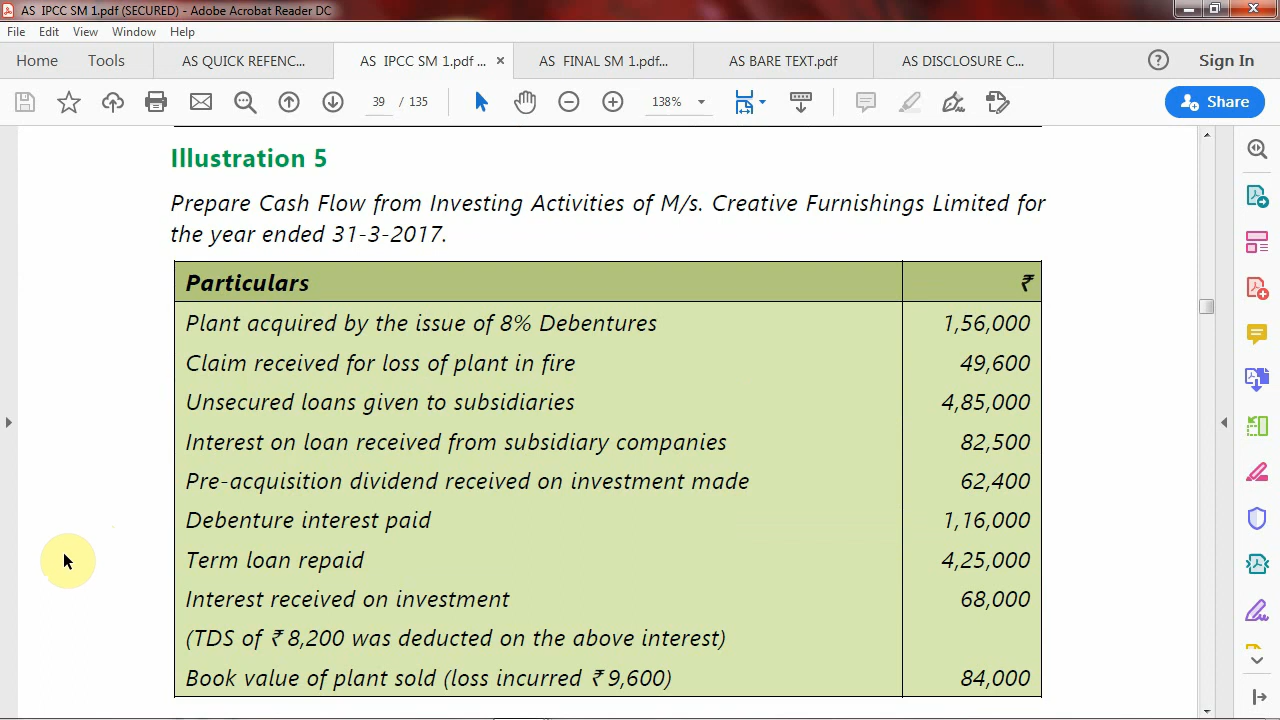 AS IPCC SM 1.pdf (SECURED) - Adobe Acrobat Reader DC
File Edit View Window Help
Home Tools AS QUICK REFENC... AS IPCC SM 1.pdf ... × AS FINAL SM 1.pdf... AS BARE TEXT.pdf AS DISCLOSURE C... Sign In
39 / 135 138% Share
Illustration 5
Prepare Cash Flow from Investing Activities of M/s. Creative Furnishings Limited for
the year ended 31-3-2017.
Particulars ₹
Plant acquired by the issue of 8% Debentures 1,56,000
Claim received for loss of plant in fire 49,600
Unsecured loans given to subsidiaries 4,85,000
Interest on loan received from subsidiary companies 82,500
Pre-acquisition dividend received on investment made 62,400
Debenture interest paid 1,16,000
Term loan repaid 4,25,000
Interest received on investment 68,000
(TDS of ₹ 8,200 was deducted on the above interest)
Book value of plant sold (loss incurred ₹ 9,600) 84,000